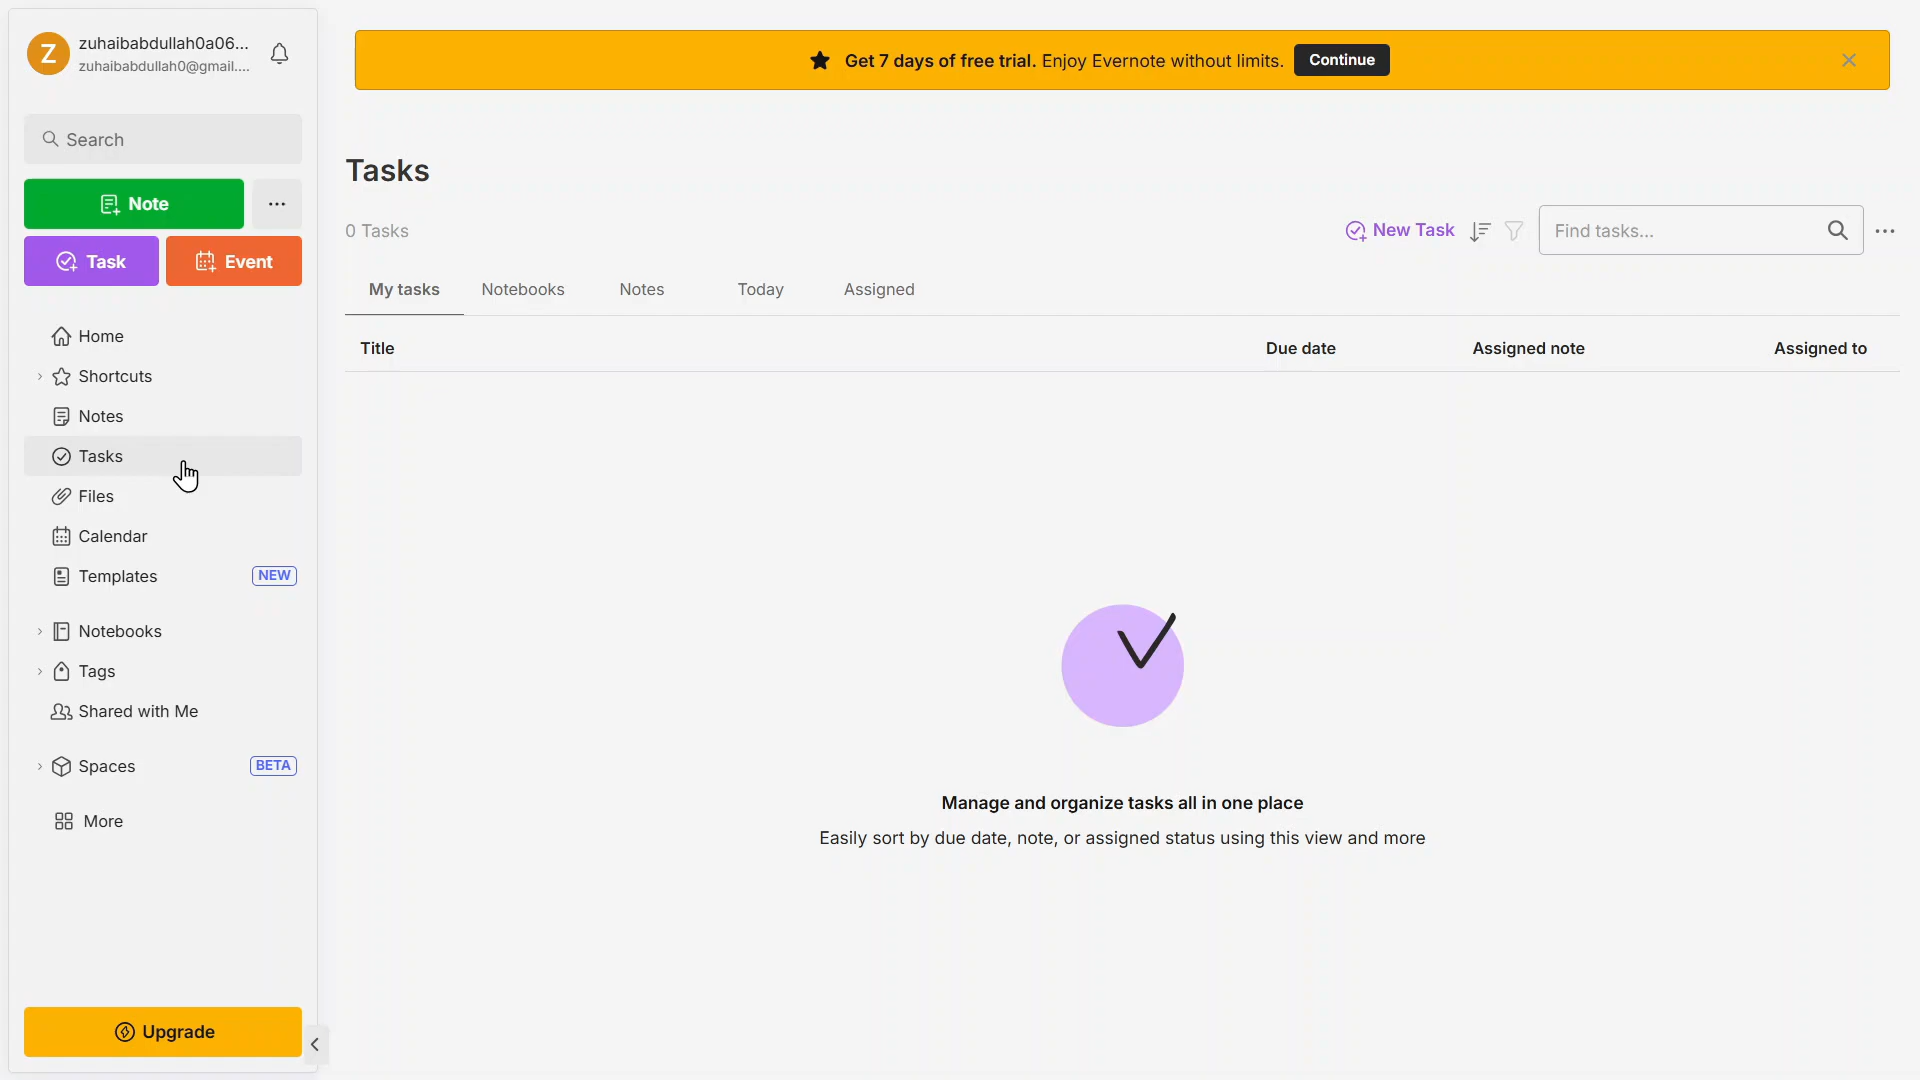 Z
zuhaibabdullah0a06...
zuhaibabdullah0@gmail....
Search
Note
Task
Event
Home
Shortcuts
Notes
Tasks
Files
Calendar
Templates
NEW
Notebooks
Tags
Shared with Me
Spaces
BETA
More
Upgrade
Get 7 days of free trial. Enjoy Evernote without limits.
Continue
Tasks
0 Tasks
New Task
Find tasks...
My tasks
Notebooks
Notes
Today
Assigned
Title
Due date
Assigned note
Assigned to
Manage and organize tasks all in one place
Easily sort by due date, note, or assigned status using this view and more